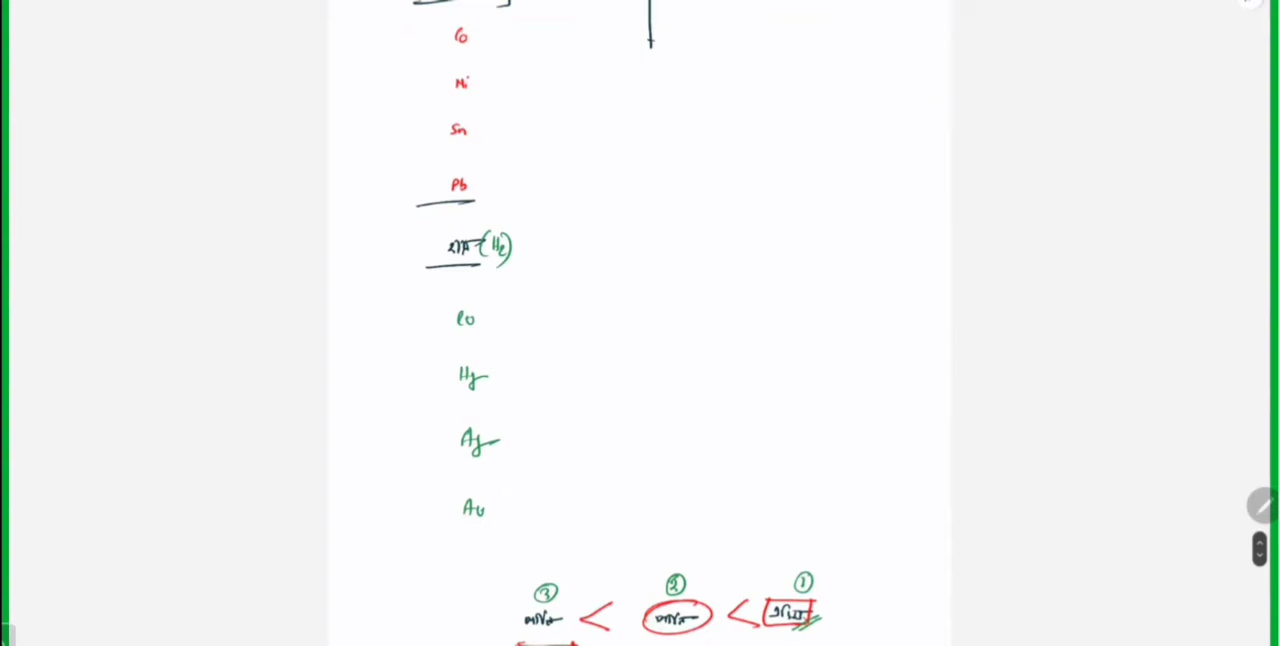 Co
Ni
Sn
Pb
(H₂)
Cu
Hg
Ag
Au
③ ② ①
< <